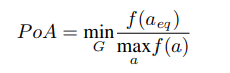 PoA = min_G f(a_eq) / max_a f(a)